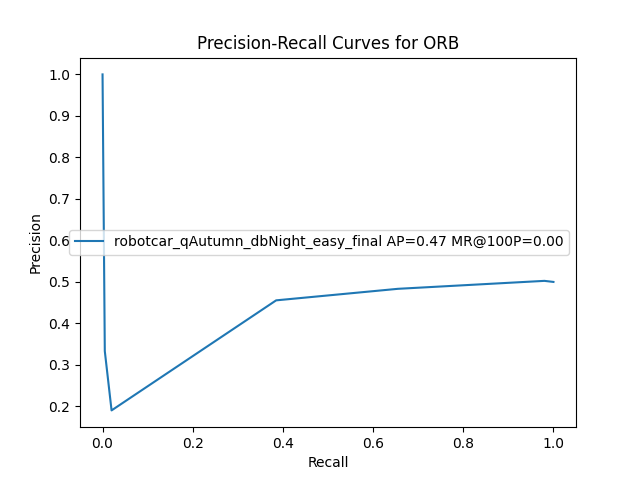 Precision-Recall Curves for ORB
Precision
1.0
0.9
0.8
0.7
0.6
0.5
0.4
0.3
0.2
robotcar_qAutumn_dbNight_easy_final AP=0.47 MR@100P=0.00
0.0 0.2 0.4 0.6 0.8 1.0
Recall